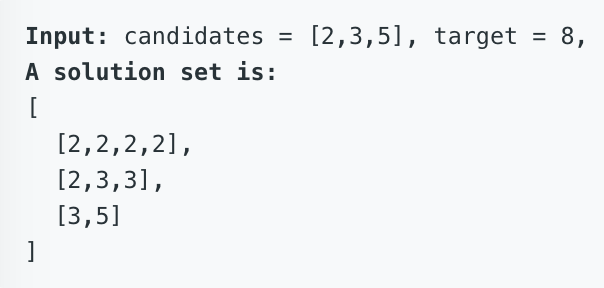 Input: candidates = [2,3,5], target = 8,
A solution set is:
[
  [2,2,2,2],
  [2,3,3],
  [3,5]
]